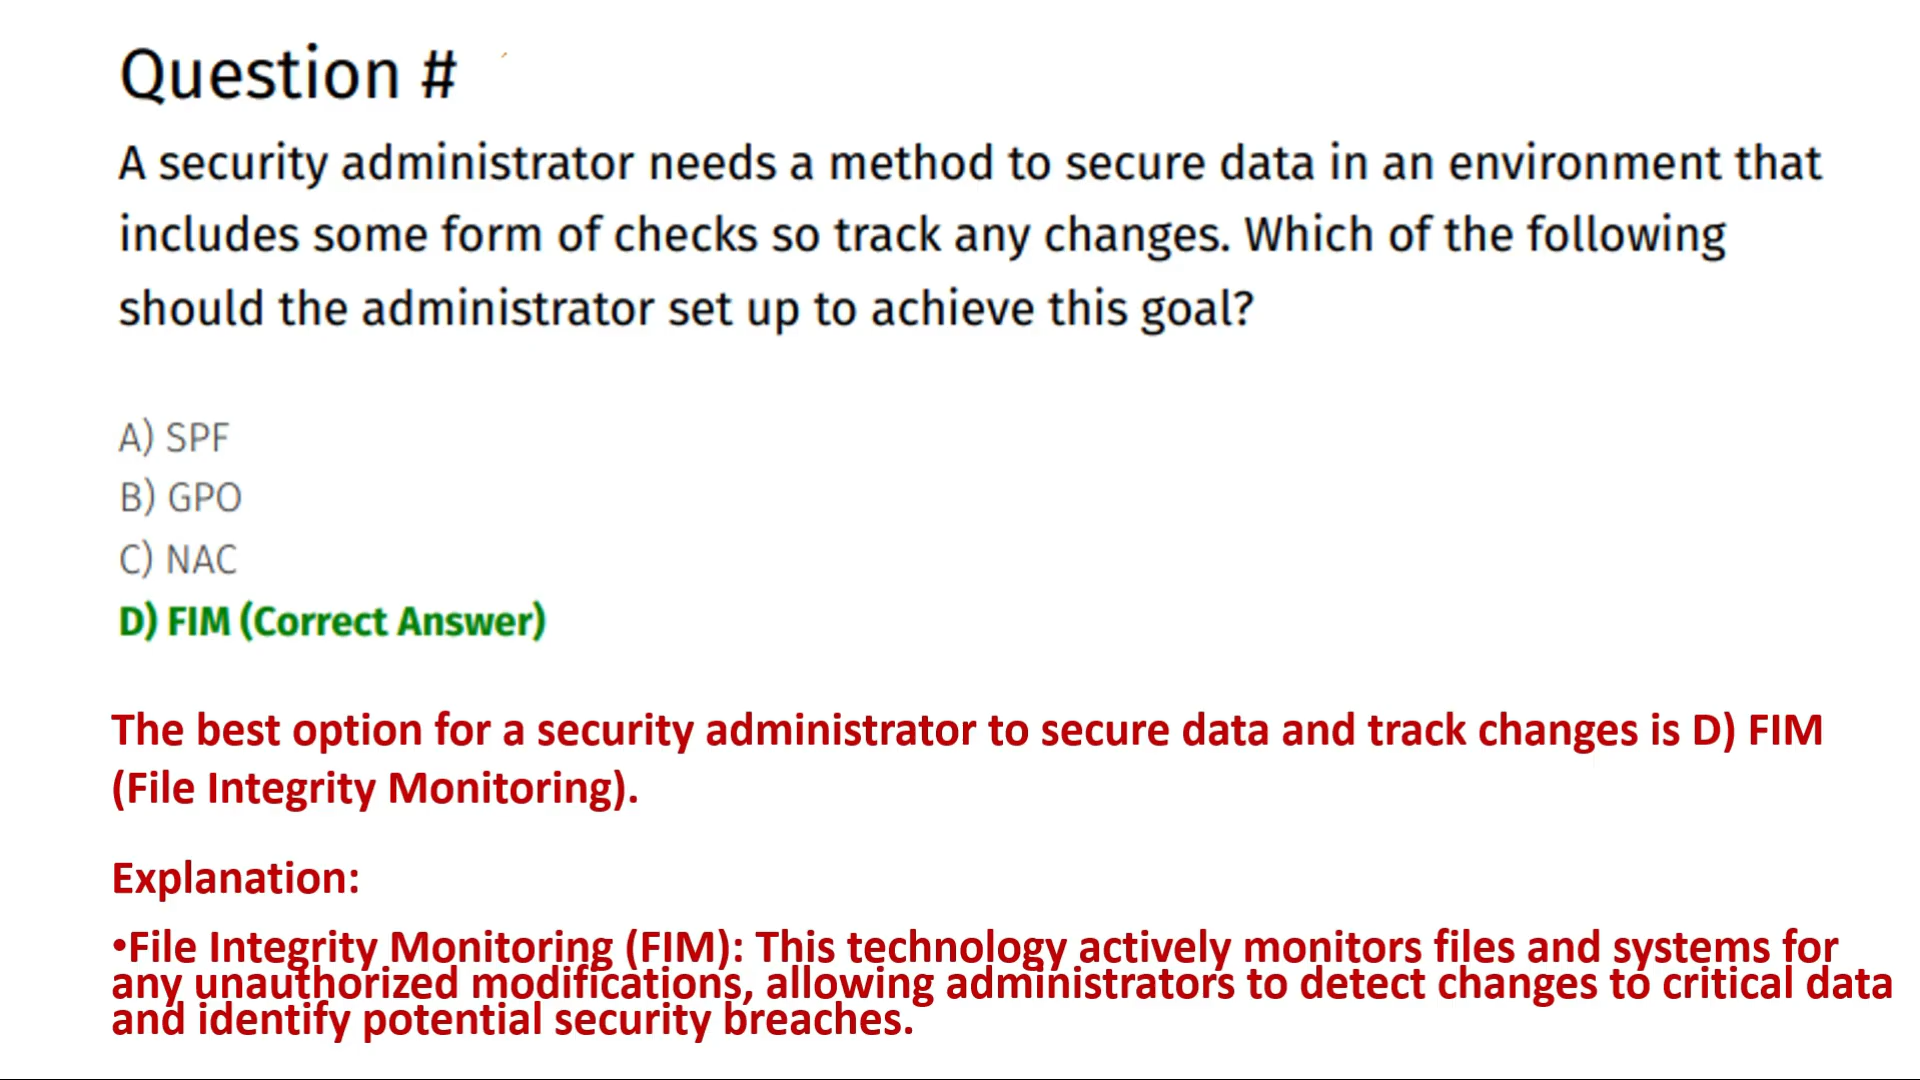 Question #
A security administrator needs a method to secure data in an environment that
includes some form of checks so track any changes. Which of the following
should the administrator set up to achieve this goal?
A) SPF
B) GPO
C) NAC
D) FIM (Correct Answer)
The best option for a security administrator to secure data and track changes is D) FIM
(File Integrity Monitoring).
Explanation:
•File Integrity Monitoring (FIM): This technology actively monitors files and systems for
any unauthorized modifications, allowing administrators to detect changes to critical data
and identify potential security breaches.